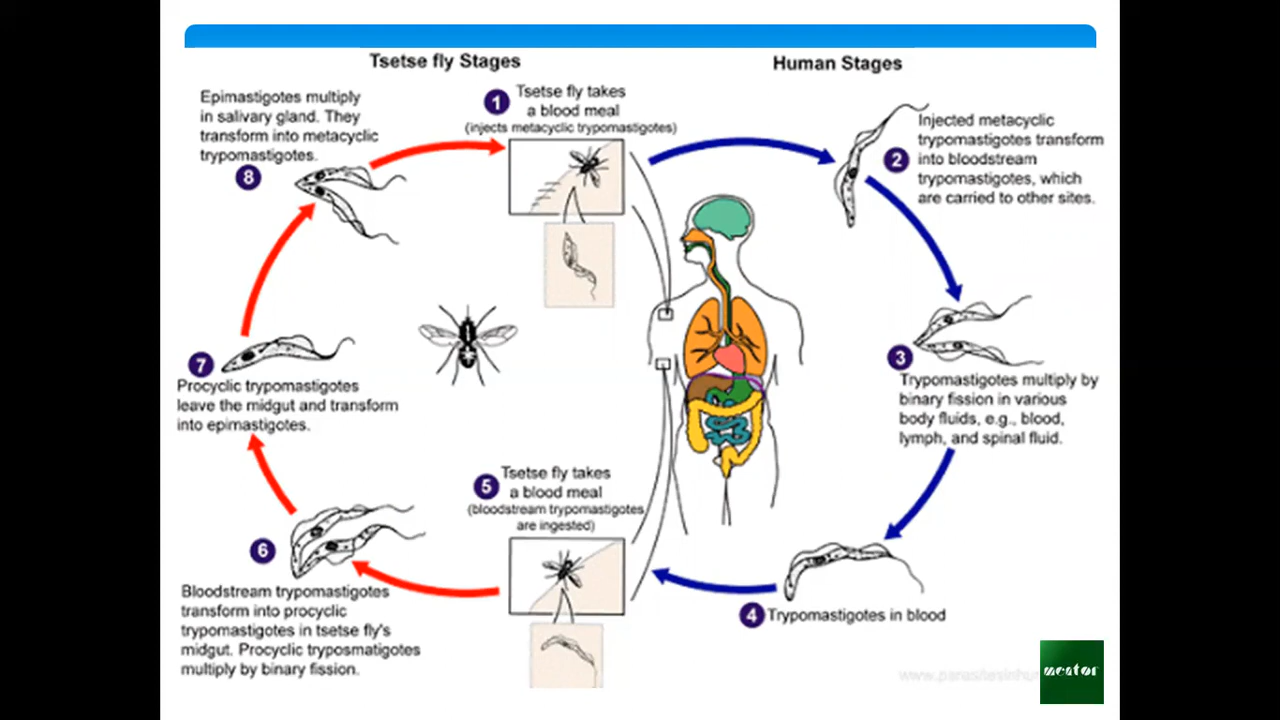 Tsetse fly Stages
Human Stages
1
Tsetse fly takes
a blood meal
(injects metacyclic trypomastigotes)
2
Injected metacyclic
trypomastigotes transform
into bloodstream
trypomastigotes, which
are carried to other sites.
3
Trypomastigotes multiply by
binary fission in various
body fluids, e.g., blood,
lymph, and spinal fluid.
4
Trypomastigotes in blood
5
Tsetse fly takes
a blood meal
(bloodstream trypomastigotes
are ingested)
6
Bloodstream trypomastigotes
transform into procyclic
trypomastigotes in tsetse fly's
midgut. Procyclic tryposmatigotes
multiply by binary fission.
7
Procyclic trypomastigotes
leave the midgut and transform
into epimastigotes.
Epimastigotes multiply
in salivary gland. They
transform into metacyclic
trypomastigotes.
8
mentor